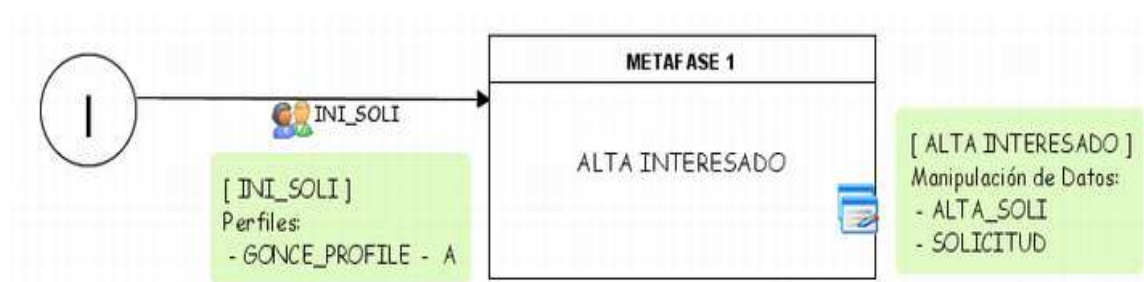 I
INI_SOLI
[ INI_SOLI ]
Perfiles:
- GONCE_PROFILE - A
METAFASE 1
ALTA INTERESADO
[ ALTA INTERESADO ]
Manipulación de Datos:
- ALTA_SOLI
- SOLICITUD